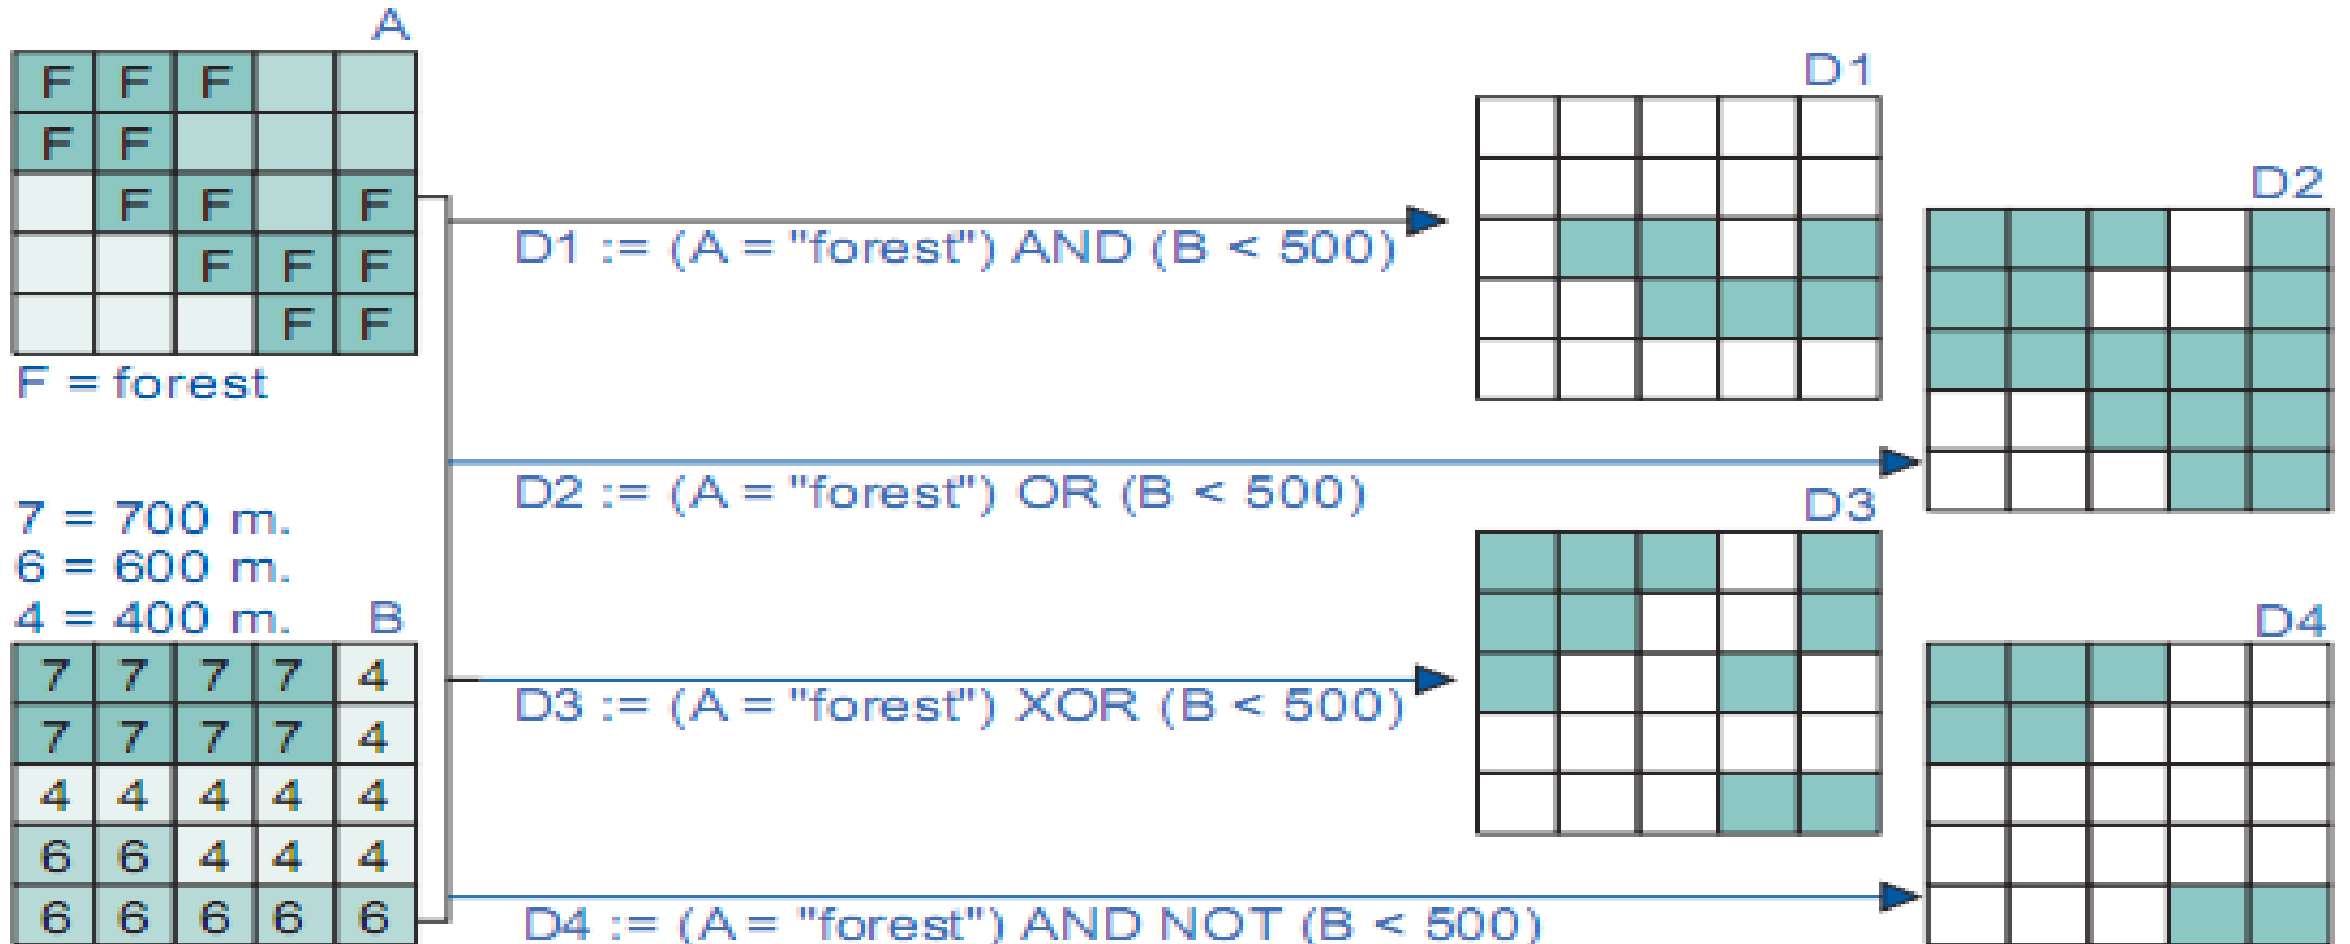 A
F F F
F F
F F F
F F F
F F
F = forest
7 = 700 m.
6 = 600 m.
4 = 400 m.
B
7 7 7 7 4
7 7 7 7 4
4 4 4 4 4
6 6 4 4 4
6 6 6 6 6
D1 := (A = "forest") AND (B < 500)
D1
D2 := (A = "forest") OR (B < 500)
D2
D3 := (A = "forest") XOR (B < 500)
D3
D4 := (A = "forest") AND NOT (B < 500)
D4